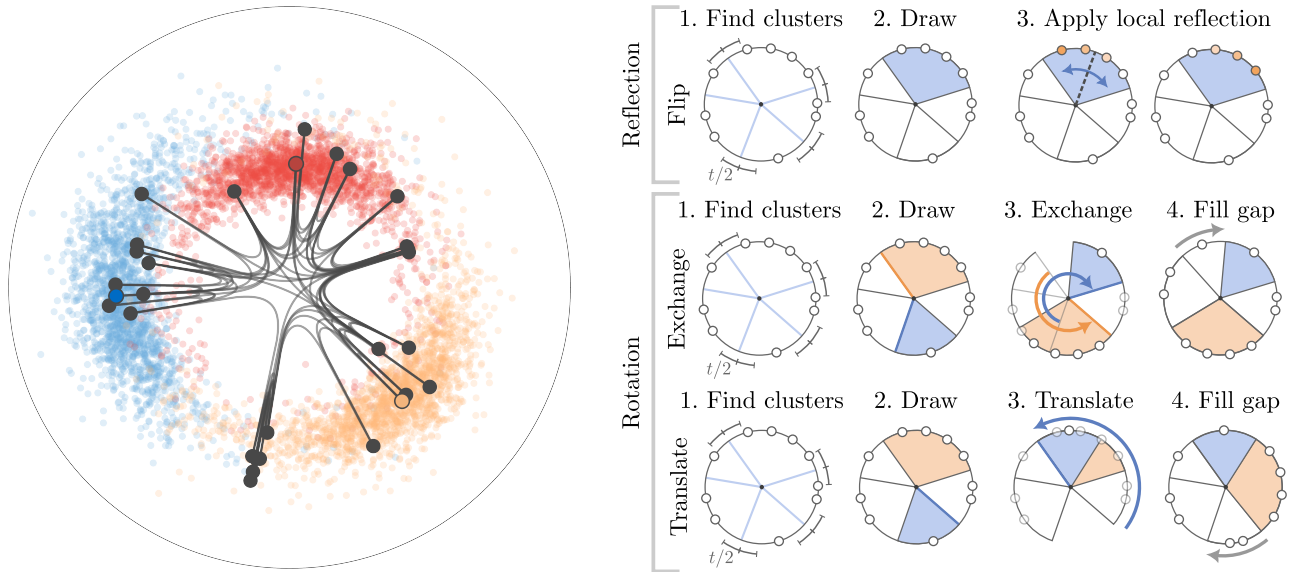 Reflection
Flip
1. Find clusters 2. Draw 3. Apply local reflection
t/2
Rotation
Exchange
1. Find clusters 2. Draw 3. Exchange 4. Fill gap
t/2
Translate
1. Find clusters 2. Draw 3. Translate 4. Fill gap
t/2